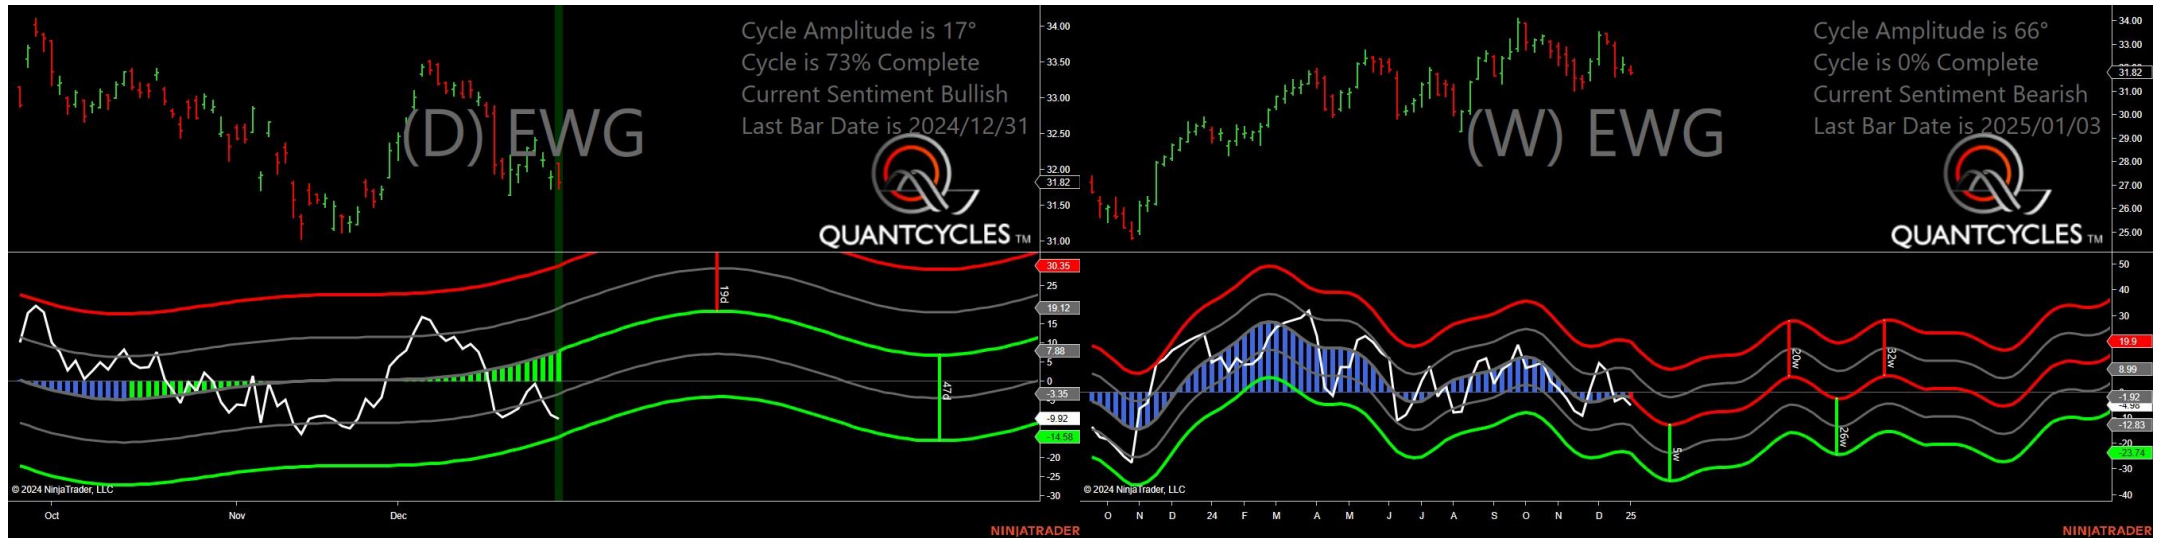 Cycle Amplitude is 17°
Cycle is 73% Complete
Current Sentiment Bullish
Last Bar Date is 2024/12/31
(D) EWG
QUANTCYCLES TM
34.00
33.50
33.00
32.50
32.00
31.82
31.50
31.00
30.35
25
19.12
15
10
7.88
5
0
-3.35
-9.92
-14.58
-20
-25
-30
19d
47d
© 2024 NinjaTrader, LLC
Oct
Nov
Dec
NINJATRADER
Cycle Amplitude is 66°
Cycle is 0% Complete
Current Sentiment Bearish
Last Bar Date is 2025/01/03
(W) EWG
QUANTCYCLES TM
34.00
33.00
31.82
31.00
30.00
29.00
28.00
27.00
26.00
25.00
50
40
30
19.9
8.99
-1.92
-4.98
-12.83
-20
-23.74
-30
-40
5w
20w
26w
32w
© 2024 NinjaTrader, LLC
O N D 24 F M A M J J A S O N D 25
NINJATRADER